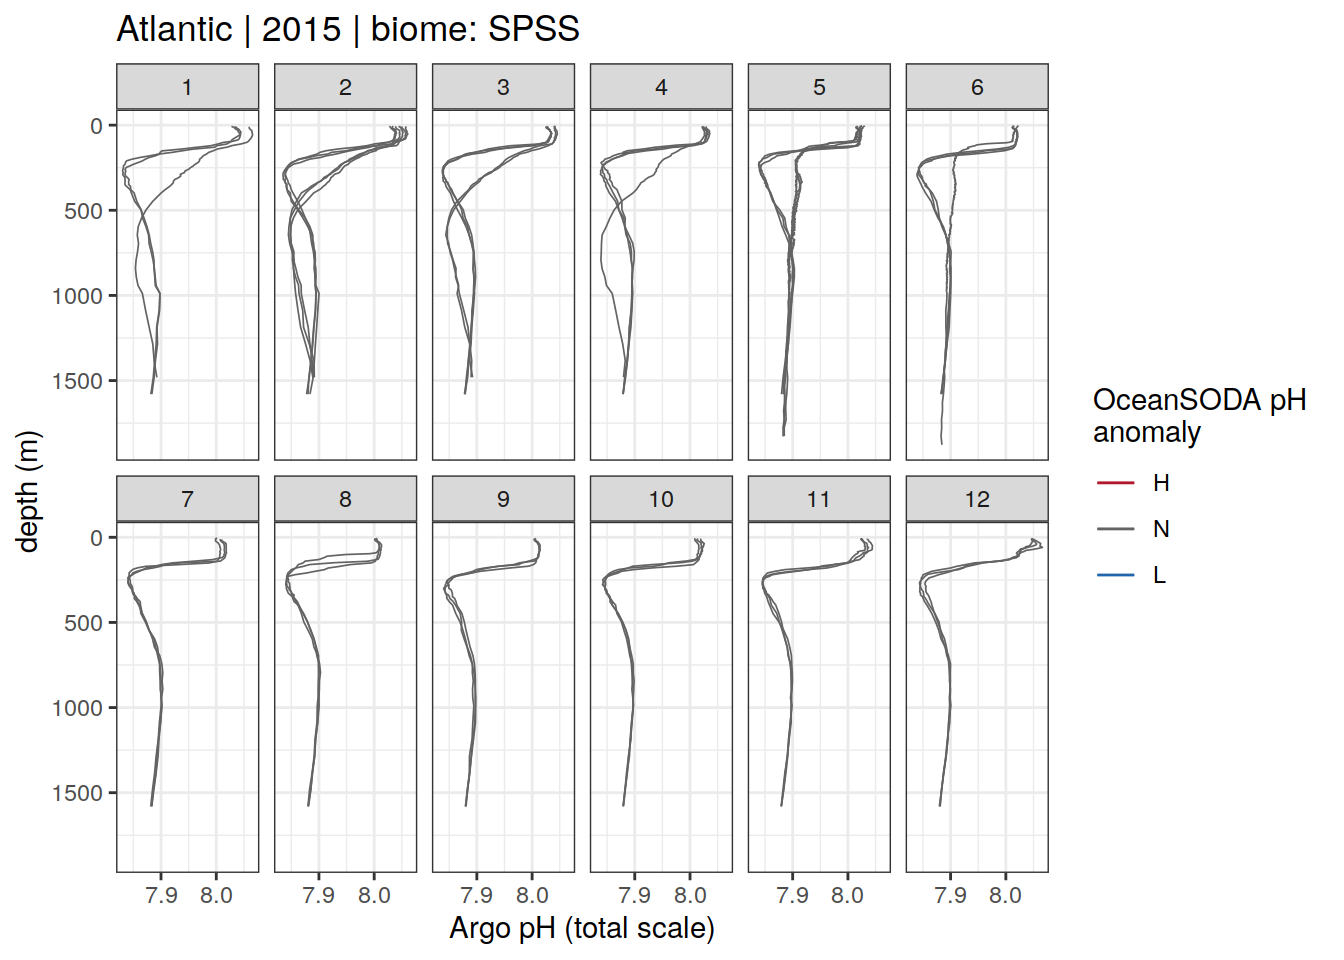 Atlantic | 2015 | biome: SPSS
1 2 3 4 5 6
0
500
1000
1500
7 8 9 10 11 12
0
500
1000
1500
7.9 8.0 7.9 8.0 7.9 8.0 7.9 8.0 7.9 8.0 7.9 8.0
Argo pH (total scale)
depth (m)
OceanSODA pH
anomaly
H
N
L